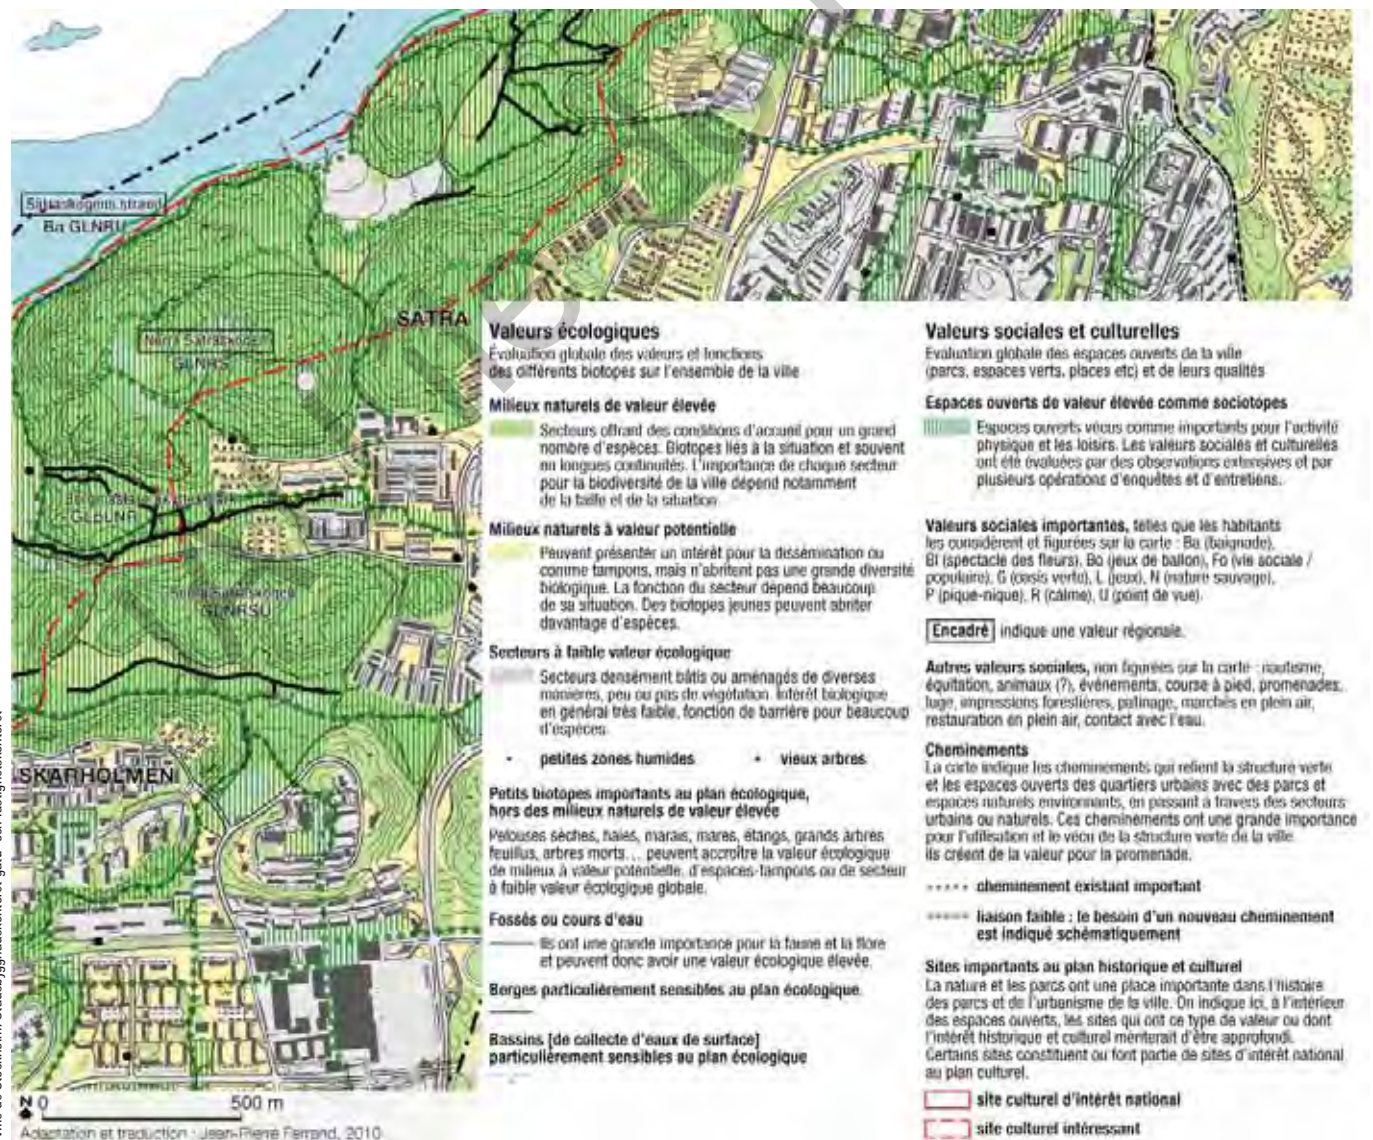 Ba GLNRU
SATRA
GLNRS
GLNRSU
SKARHOLMEN
N 0 500 m
Adaptation et traduction : Jean-Pierre Ferrand, 2010
Valeurs écologiques
Evaluation globale des valeurs et fonctions
des différents biotopes sur l'ensemble de la ville
Milieux naturels de valeur élevée
Secteurs offrant des conditions d'accueil pour un grand
nombre d'espèces. Biotopes liés à la situation et souvent
en longues continuités. L'importance de chaque secteur
pour la biodiversité de la ville dépend notamment
de la taille et de la situation
Milieux naturels à valeur potentielle
Peuvent présenter un intérêt pour la dissémination ou
comme tampons, mais n'abritent pas une grande diversité
biologique. La fonction du secteur dépend beaucoup
de sa situation. Des biotopes jeunes peuvent abriter
davantage d'espèces.
Secteurs à faible valeur écologique
Secteurs densément bâtis ou aménagés de diverses
manières, peu ou pas de végétation. Intérêt biologique
en général très faible, fonction de barrière pour beaucoup
d'espèces.
petites zones humides
vieux arbres
Petits biotopes importants au plan écologique,
hors des milieux naturels de valeur élevée
Pelouses sèches, haies, marais, mares, étangs, grands arbres
feuillus, arbres morts… peuvent accroître la valeur écologique
de milieux à valeur potentielle, d'espaces-tampons ou de secteur
à faible valeur écologique globale.
Fossés ou cours d'eau
Ils ont une grande importance pour la faune et la flore
et peuvent donc avoir une valeur écologique élevée.
Berges particulièrement sensibles au plan écologique.
Bassins [de collecte d'eaux de surface]
particulièrement sensibles au plan écologique
Valeurs sociales et culturelles
Evaluation globale des espaces ouverts de la ville
(parcs, espaces verts, places etc) et de leurs qualités
Espaces ouverts de valeur élevée comme sociotopes
Espaces ouverts vécus comme importants pour l'activité
physique et les loisirs. Les valeurs sociales et culturelles
ont été évaluées par des observations extensives et par
plusieurs opérations d'enquêtes et d'entretiens.
Valeurs sociales importantes, telles que les habitants
les considèrent et figurées sur la carte : Ba (baignade),
Bl (spectacle des fleurs), Bo (jeux de ballon), Fo (vie sociale /
populaire), G (oasis verte), L (jeux), N (nature sauvage),
P (pique-nique), R (calme), U (point de vue).
Encadré indique une valeur régionale.
Autres valeurs sociales, non figurées sur la carte : nautisme,
équitation, animaux (?), événements, course à pied, promenades,
luge, impressions forestières, patinage, marchés en plein air,
restauration en plein air, contact avec l'eau.
Cheminements
La carte indique les cheminements qui relient la structure verte
et les espaces ouverts des quartiers urbains avec des parcs et
espaces naturels environnants, en passant à travers des secteurs
urbains ou naturels. Ces cheminements ont une grande importance
pour l'utilisation et le vécu de la structure verte de la ville.
Ils créent de la valeur pour la promenade.
cheminement existant important
liaison faible : le besoin d'un nouveau cheminement
est indiqué schématiquement
Sites importants au plan historique et culturel
La nature et les parcs ont une place importante dans l'histoire
des parcs et de l'urbanisme de la ville. On indique ici, à l'intérieur
des espaces ouverts, les sites qui ont ce type de valeur ou dont
l'intérêt historique et culturel mériterait d'être approfondi.
Certains sites constituent ou font partie de sites d'intérêt national
au plan culturel.
site culturel d'intérêt national
site culturel intéressant